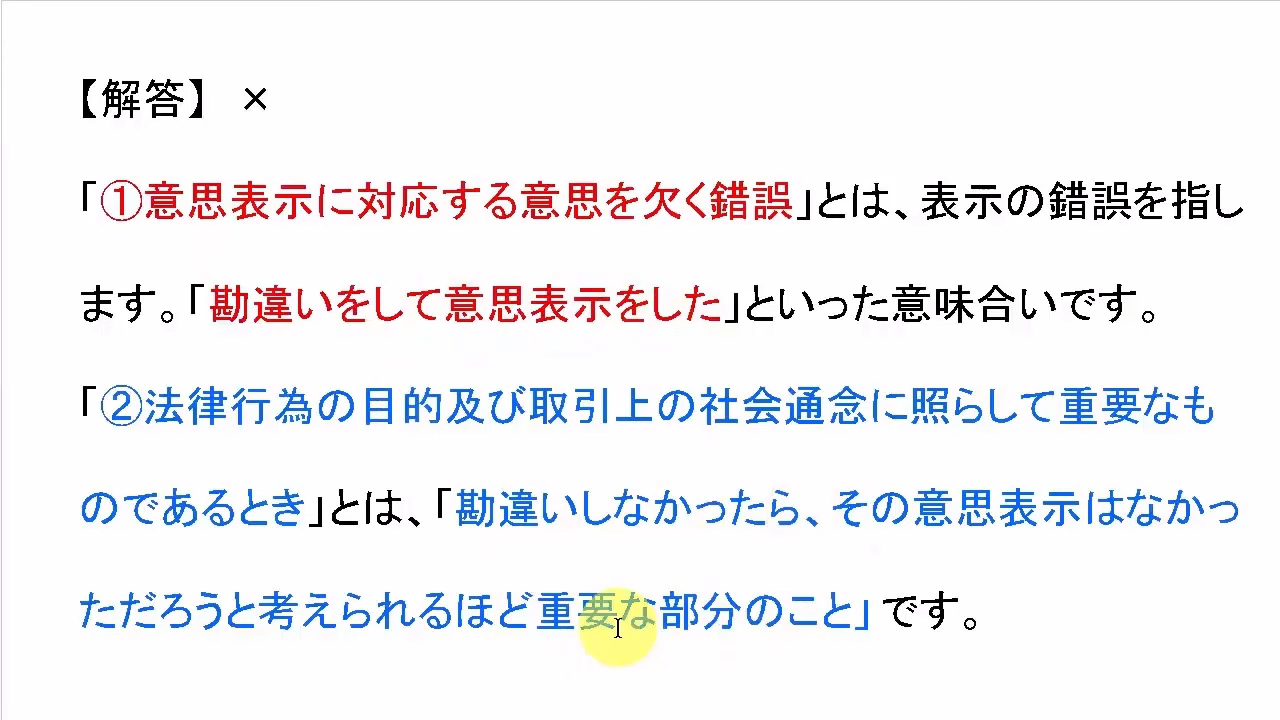 【解答】 ×
「①意思表示に対応する意思を欠く錯誤」とは、表示の錯誤を指し
ます。「勘違いをして意思表示をした」といった意味合いです。
「②法律行為の目的及び取引上の社会通念に照らして重要なも
のであるとき」とは、「勘違いしなかったら、その意思表示はなかっ
ただろうと考えられるほど重要な部分のこと」です。